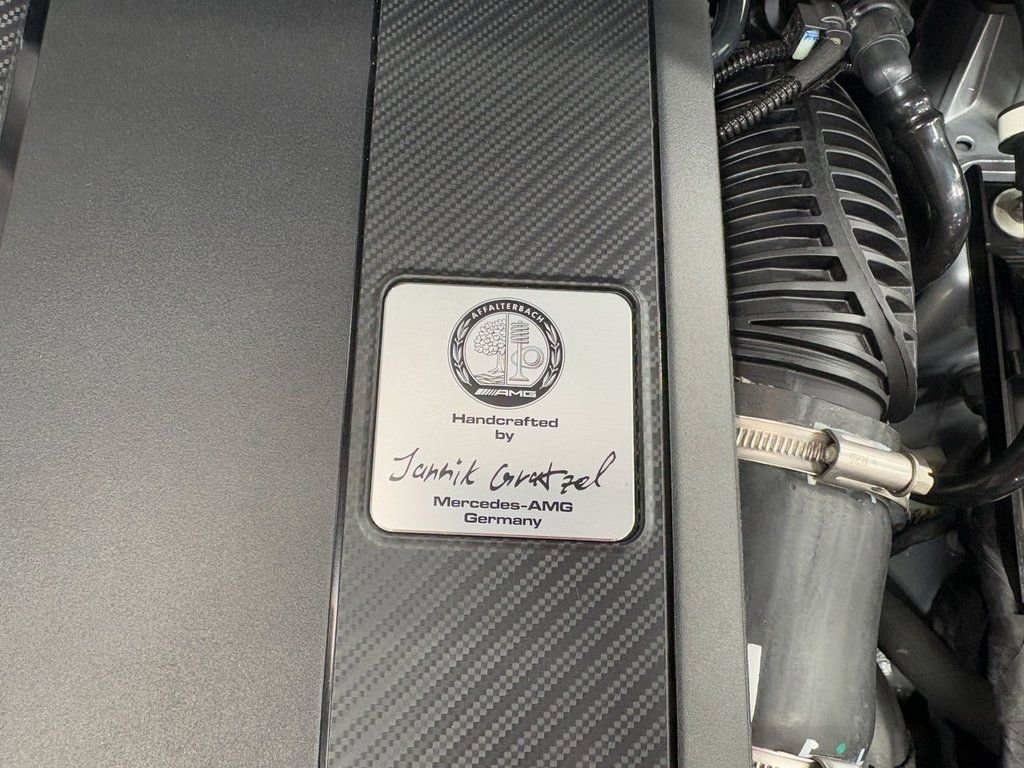 AFFALTERBACH
AMG
Handcrafted
by
Jannik Gratzel
Mercedes-AMG
Germany